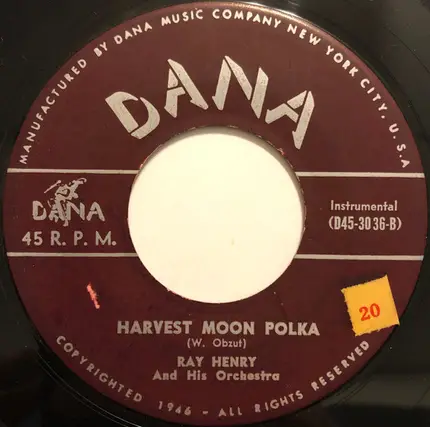 MANUFACTURED BY DANA MUSIC COMPANY NEW YORK CITY, U.S.A
DANA
DANA
45 R. P. M.
Instrumental
(D45-3036-B)
20
HARVEST MOON POLKA
(W. Obzut)
RAY HENRY
And His Orchestra
COPYRIGHTED 1946 - ALL RIGHTS RESERVED